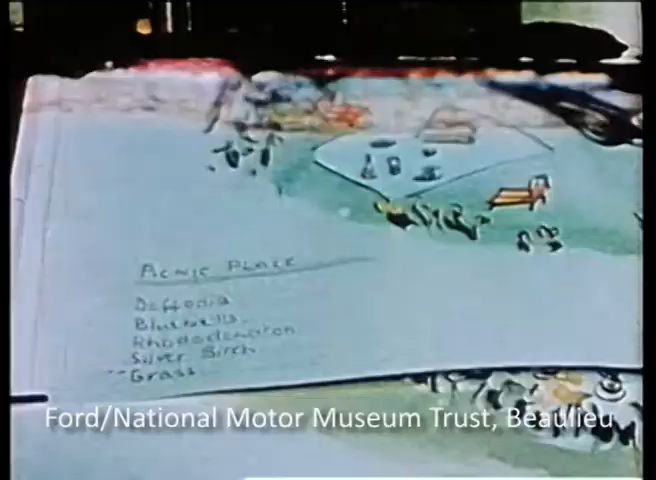 Picnic Place
Daffodils
Bluebells
Rhododendron
Silver Birch
Grass
Ford/National Motor Museum Trust, Beaulieu